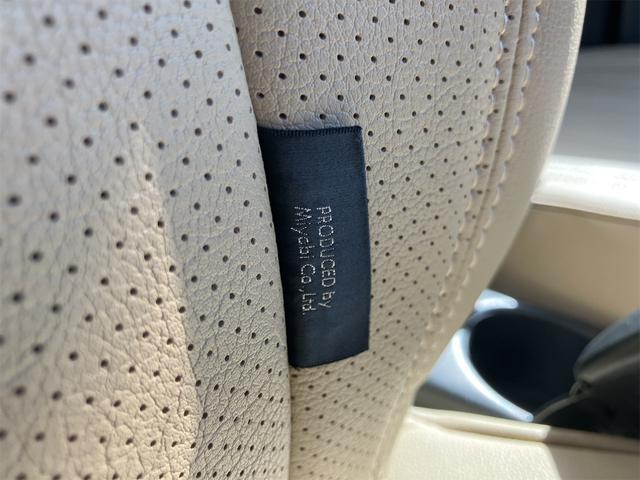 PRODUCED by
Miyabi Co.,Ltd.